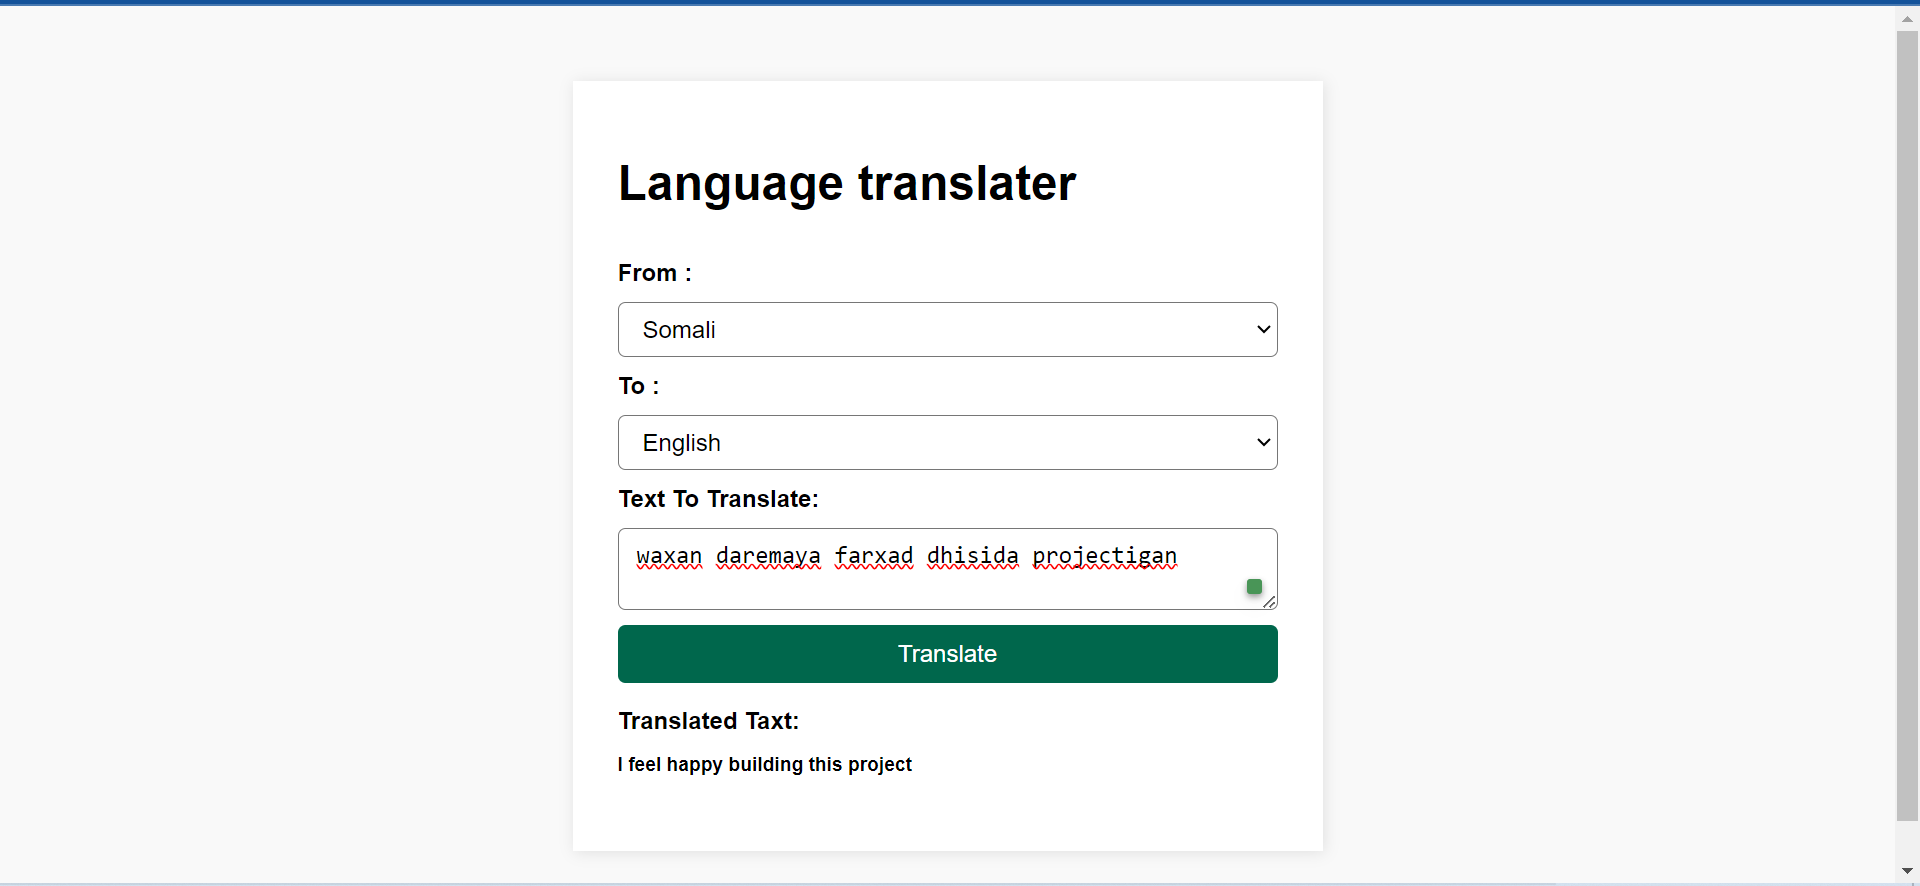 Language translater
From :
Somali
To :
English
Text To Translate:
waxan daremaya farxad dhisida projectigan
Translate
Translated Taxt:
I feel happy building this project